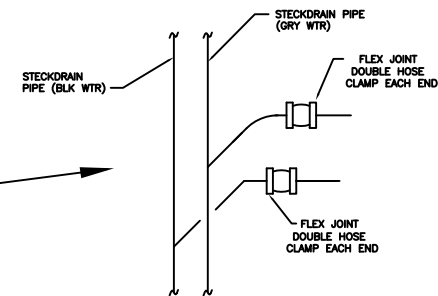 STECKDRAIN PIPE
(GRY WTR)
STECKDRAIN
PIPE (BLK WTR)
FLEX JOINT
DOUBLE HOSE
CLAMP EACH END
FLEX JOINT
DOUBLE HOSE
CLAMP EACH END